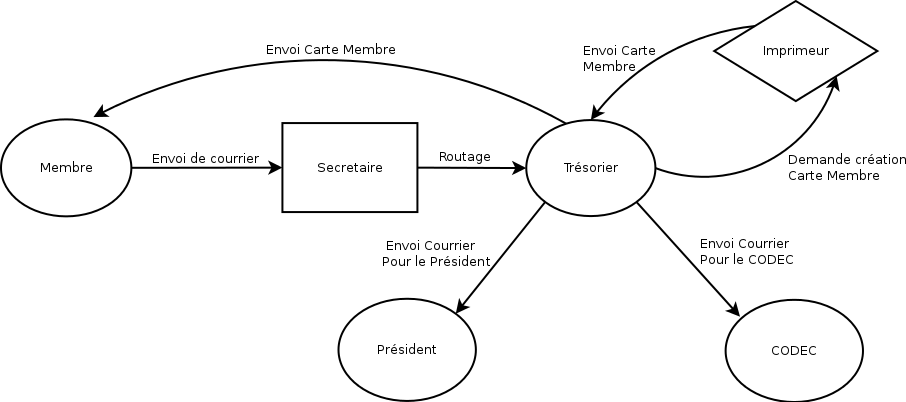 Envoi Carte Membre
Envoi Carte
Membre
Imprimeur
Membre
Envoi de courrier
Secretaire
Routage
Trésorier
Demande création
Carte Membre
Envoi Courrier
Pour le Président
Envoi Courrier
Pour le CODEC
Président
CODEC